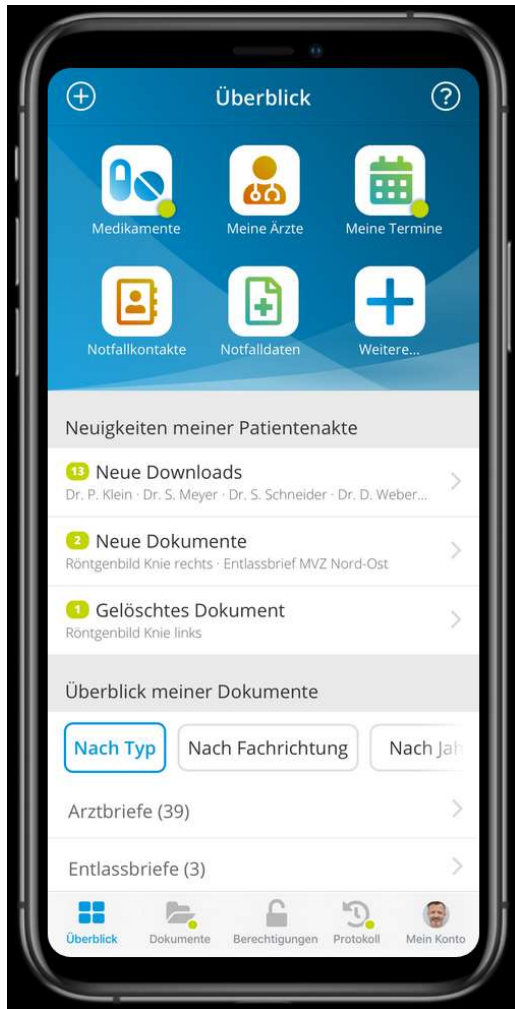 Überblick
?
Medikamente
Meine Ärzte
Meine Termine
Notfallkontakte
Notfalldaten
Weitere...
Neuigkeiten meiner Patientenakte
13 Neue Downloads
Dr. P. Klein · Dr. S. Meyer · Dr. S. Schneider · Dr. D. Weber...
2 Neue Dokumente
Röntgenbild Knie rechts · Entlassbrief MVZ Nord-Ost
1 Gelöschtes Dokument
Röntgenbild Knie links
Überblick meiner Dokumente
Nach Typ
Nach Fachrichtung
Nach Jah
Arztbriefe (39)
Entlassbriefe (3)
Überblick
Dokumente
Berechtigungen
Protokoll
Mein Konto